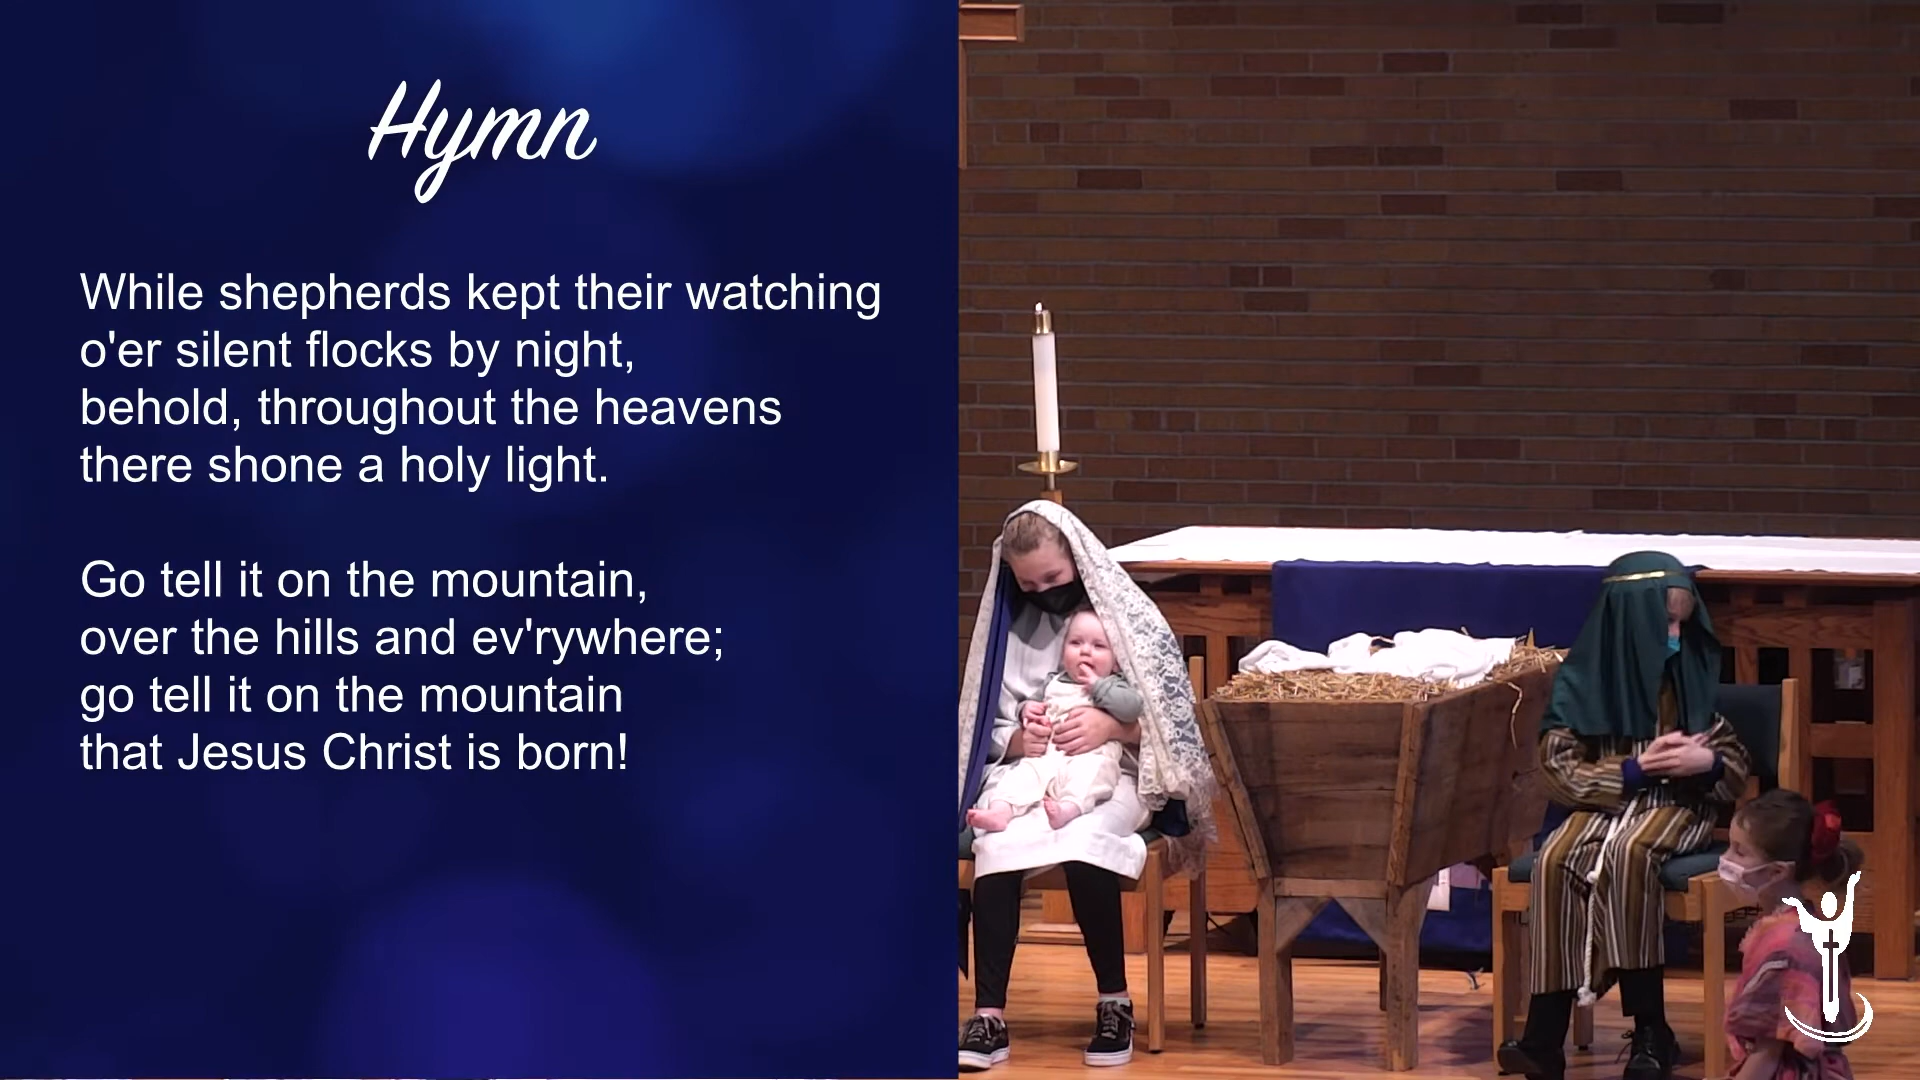 Hymn
While shepherds kept their watching
o'er silent flocks by night,
behold, throughout the heavens
there shone a holy light.
Go tell it on the mountain,
over the hills and ev'rywhere;
go tell it on the mountain
that Jesus Christ is born!